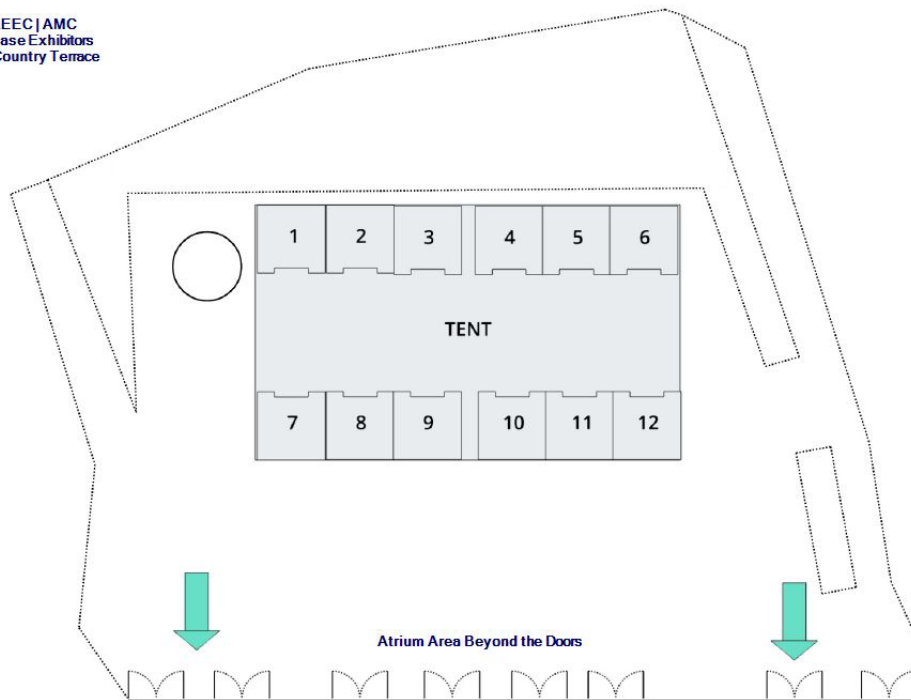 EEC | AMC
ase Exhibitors
Country Terrace
1 2 3 4 5 6
TENT
7 8 9 10 11 12
Atrium Area Beyond the Doors